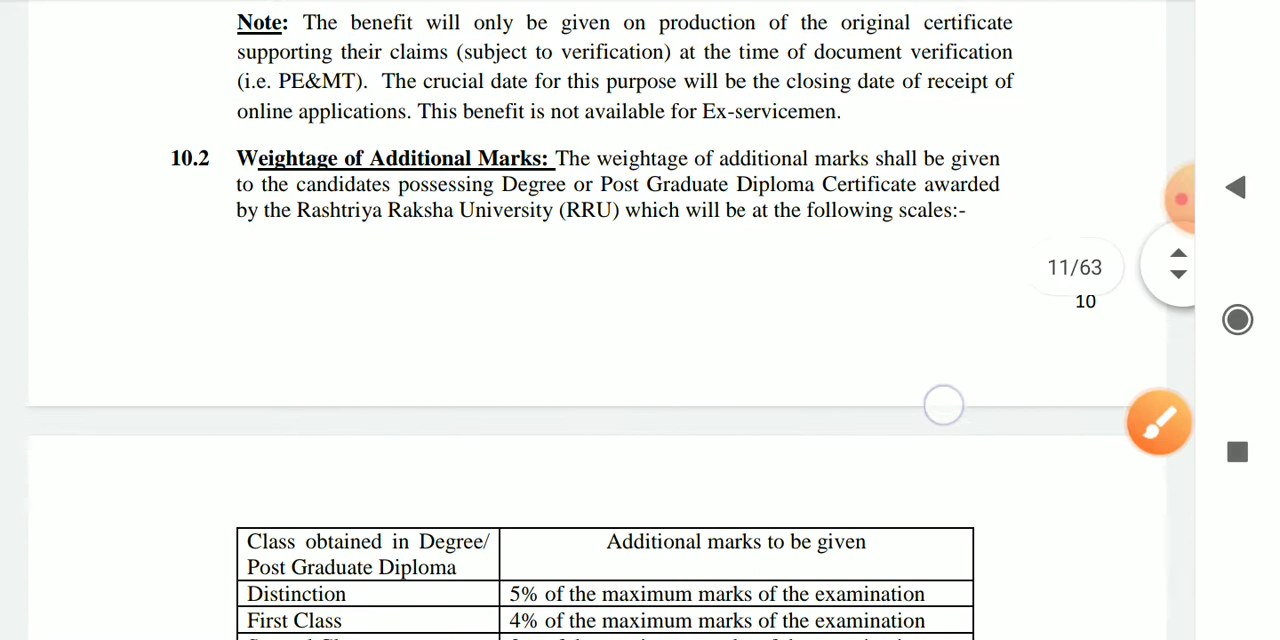 Note: The benefit will only be given on production of the original certificate
supporting their claims (subject to verification) at the time of document verification
(i.e. PE&MT). The crucial date for this purpose will be the closing date of receipt of
online applications. This benefit is not available for Ex-servicemen.
10.2 Weightage of Additional Marks: The weightage of additional marks shall be given
to the candidates possessing Degree or Post Graduate Diploma Certificate awarded
by the Rashtriya Raksha University (RRU) which will be at the following scales:-
11/63
10
Class obtained in Degree/ Additional marks to be given
Post Graduate Diploma
Distinction 5% of the maximum marks of the examination
First Class 4% of the maximum marks of the examination